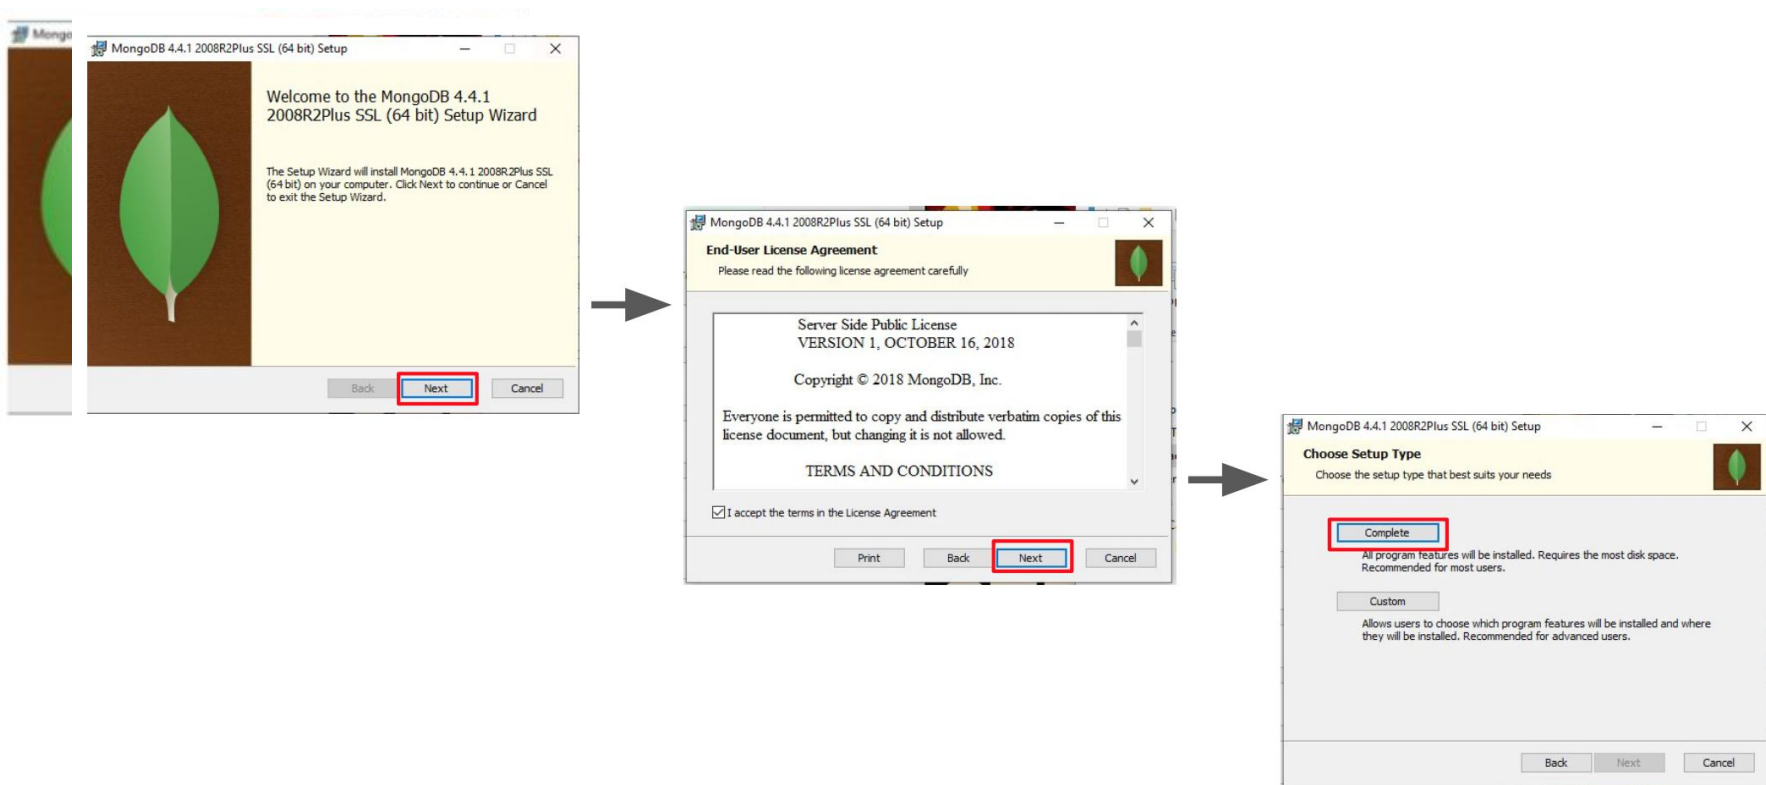 Mongo
MongoDB 4.4.1 2008R2Plus SSL (64 bit) Setup
Welcome to the MongoDB 4.4.1
2008R2Plus SSL (64 bit) Setup Wizard
The Setup Wizard will install MongoDB 4.4.1 2008R2Plus SSL
(64 bit) on your computer. Click Next to continue or Cancel
to exit the Setup Wizard.
Back Next Cancel
MongoDB 4.4.1 2008R2Plus SSL (64 bit) Setup
End-User License Agreement
Please read the following license agreement carefully
Server Side Public License
VERSION 1, OCTOBER 16, 2018
Copyright © 2018 MongoDB, Inc.
Everyone is permitted to copy and distribute verbatim copies of this
license document, but changing it is not allowed.
TERMS AND CONDITIONS
I accept the terms in the License Agreement
Print Back Next Cancel
MongoDB 4.4.1 2008R2Plus SSL (64 bit) Setup
Choose Setup Type
Choose the setup type that best suits your needs
Complete
All program features will be installed. Requires the most disk space.
Recommended for most users.
Custom
Allows users to choose which program features will be installed and where
they will be installed. Recommended for advanced users.
Back Next Cancel